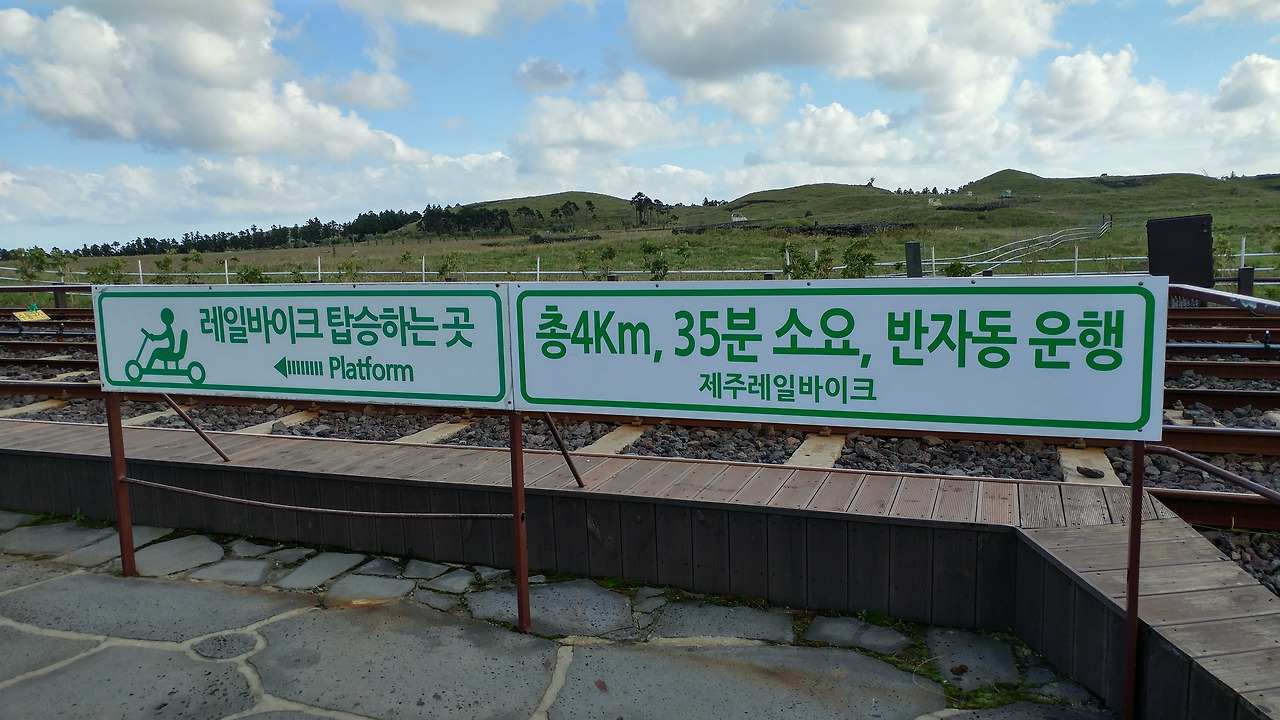 레일바이크 탑승하는 곳
Platform
총4Km, 35분 소요, 반자동 운행
제주레일바이크